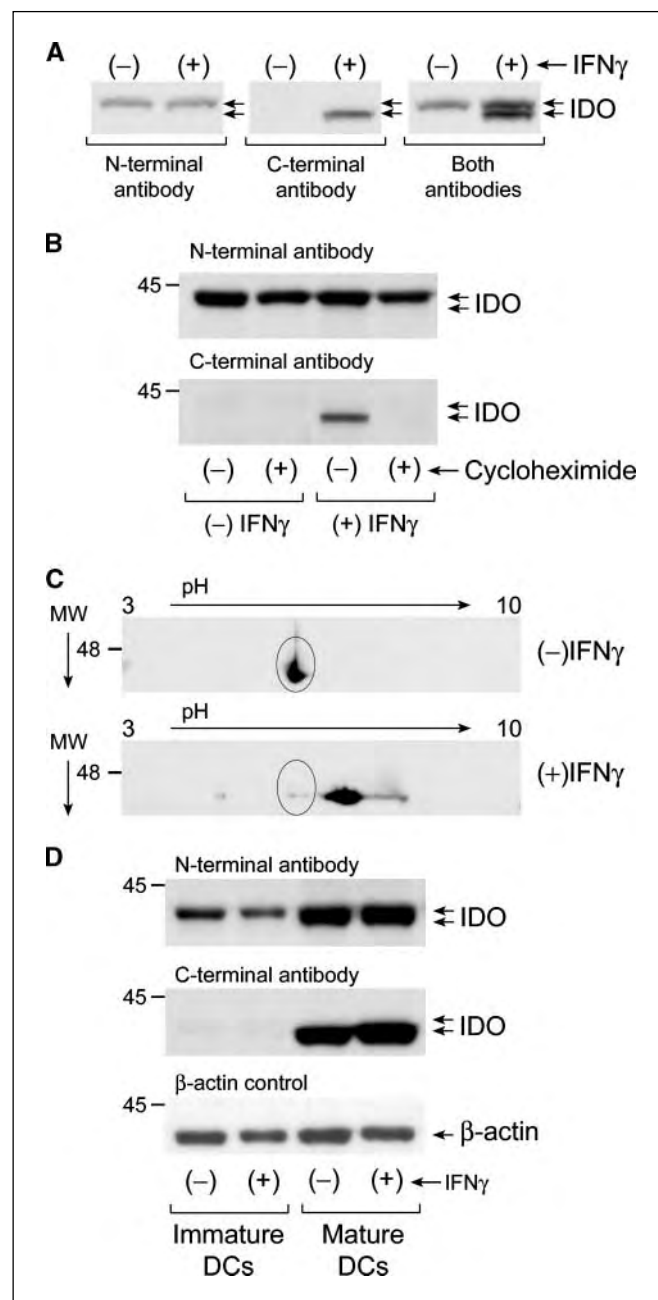 A
(−) (+) (−) (+) (−) (+) ← IFNγ
IDO
N-terminal antibody
C-terminal antibody
Both antibodies
B
N-terminal antibody
45
IDO
C-terminal antibody
45
IDO
(−) (+) (−) (+) ← Cycloheximide
(−) IFNγ (+) IFNγ
C
3 pH 10
MW
48
(−)IFNγ
3 pH 10
MW
48
(+)IFNγ
D
N-terminal antibody
45
IDO
C-terminal antibody
45
IDO
β-actin control
45
← β-actin
(−) (+) (−) (+) ← IFNγ
Immature DCs
Mature DCs